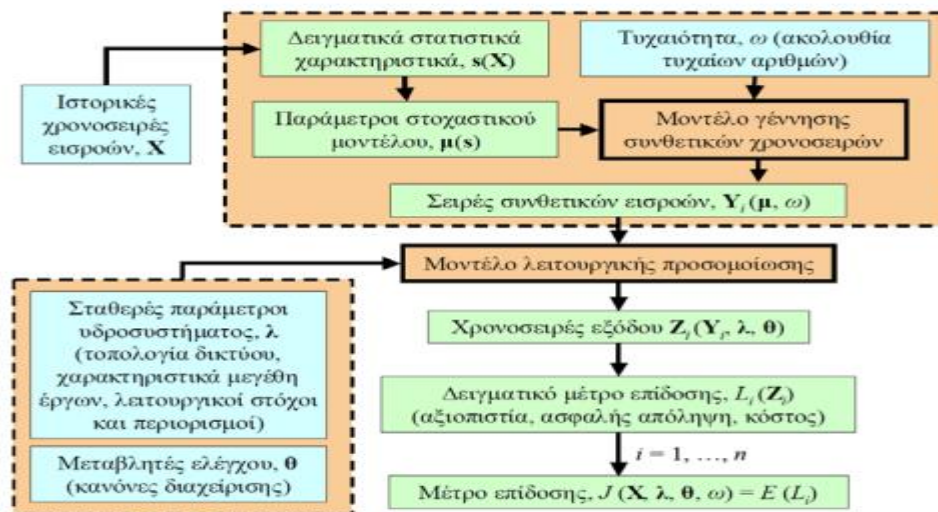 Δειγματικά στατιστικά
χαρακτηριστικά, s(X)
Τυχαιότητα, ω (ακολουθία
τυχαίων αριθμών)
Ιστορικές
χρονοσειρές
εισροών, X
Παράμετροι στοχαστικού
μοντέλου, μ(s)
Μοντέλο γέννησης
συνθετικών χρονοσειρών
Σειρές συνθετικών εισροών, Yi (μ, ω)
Μοντέλο λειτουργικής προσομοίωσης
Σταθερές παράμετροι
υδροσυστήματος, λ
(τοπολογία δικτύου,
χαρακτηριστικά μεγέθη
έργων, λειτουργικοί στόχοι
και περιορισμοί)
Μεταβλητές ελέγχου, θ
(κανόνες διαχείρισης)
Χρονοσειρές εξόδου Zi (Yi, λ, θ)
Δειγματικό μέτρο επίδοσης, Li (Zi)
(αξιοπιστία, ασφαλής απόληψη, κόστος)
i = 1, …, n
Μέτρο επίδοσης, J (X, λ, θ, ω) = E (Li)